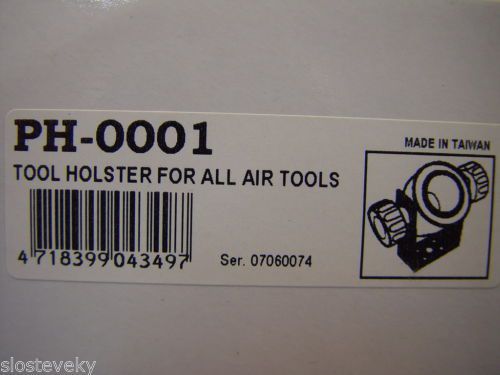 PH-0001
MADE IN TAIWAN
TOOL HOLSTER FOR ALL AIR TOOLS
4 718399 043497
Ser. 07060074
slosteveky